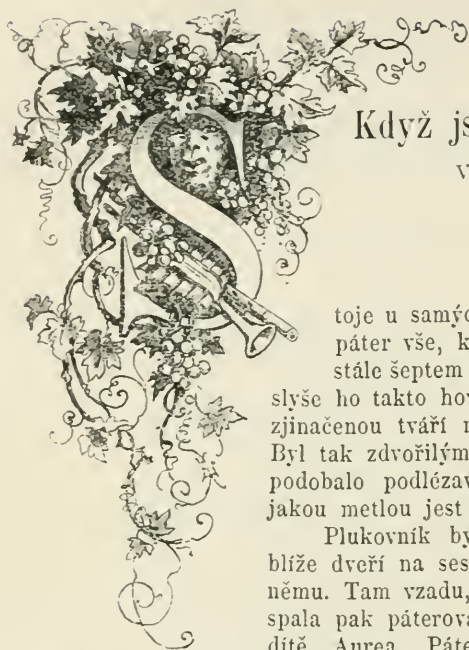 Když js
v
S
toje u samýc
páter vše, k
stále šeptem
slyše ho takto hov
zjinačenou tváří n
Byl tak zdvořilým
podobalo podlézav
jakou metlou jest
Plukovník by
blíže dveří na ses
němu. Tam vzadu,
spala pak páterova
dítě Aurea. Páte